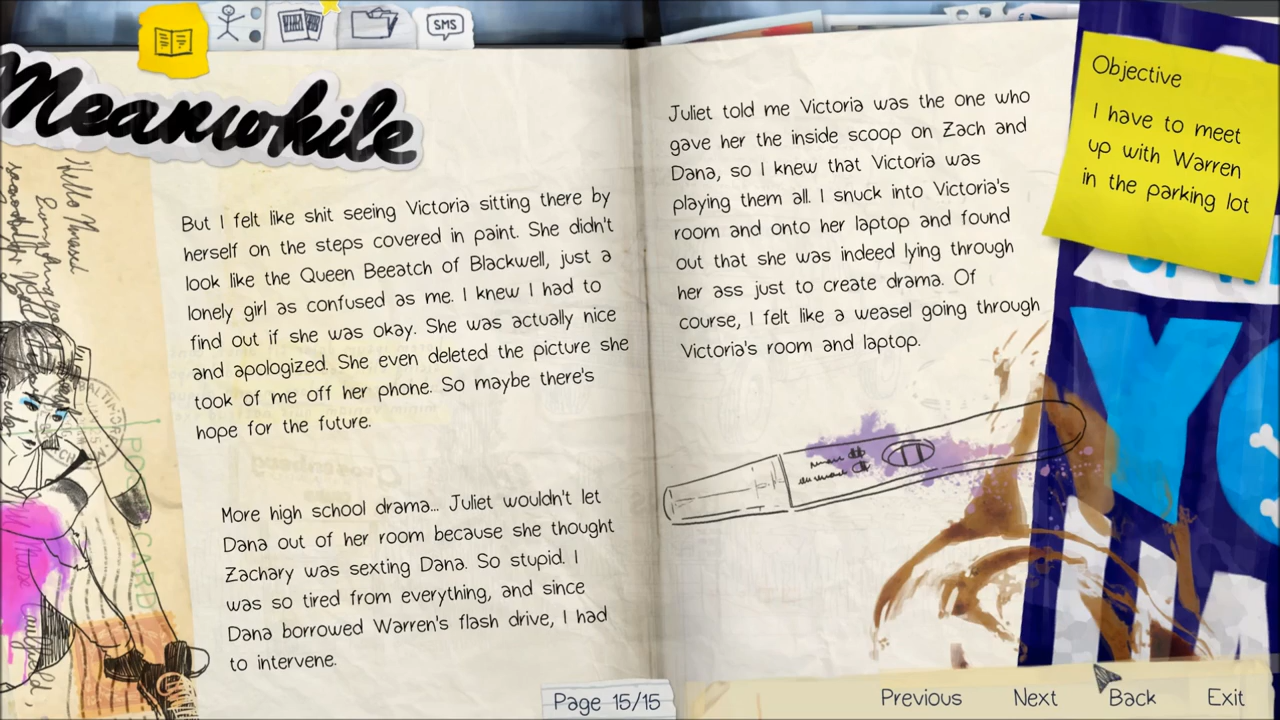 SMS
Meanwhile
But I felt like shit seeing Victoria sitting there by
herself on the steps covered in paint. She didn't
look like the Queen Beeatch of Blackwell, just a
lonely girl as confused as me. I knew I had to
find out if she was okay. She was actually nice
and apologized. She even deleted the picture she
took of me off her phone. So maybe there's
hope for the future.
More high school drama... Juliet wouldn't let
Dana out of her room because she thought
Zachary was sexting Dana. So stupid. I
was so tired from everything, and since
Dana borrowed Warren's flash drive, I had
to intervene.
Juliet told me Victoria was the one who
gave her the inside scoop on Zach and
Dana, so I knew that Victoria was
playing them all. I snuck into Victoria's
room and onto her laptop and found
out that she was indeed lying through
her ass just to create drama. Of
course, I felt like a weasel going through
Victoria's room and laptop.
Objective
I have to meet
up with Warren
in the parking lot
POST CARD
Max Caulfield,
Page 15/15
Previous
Next
Back
Exit